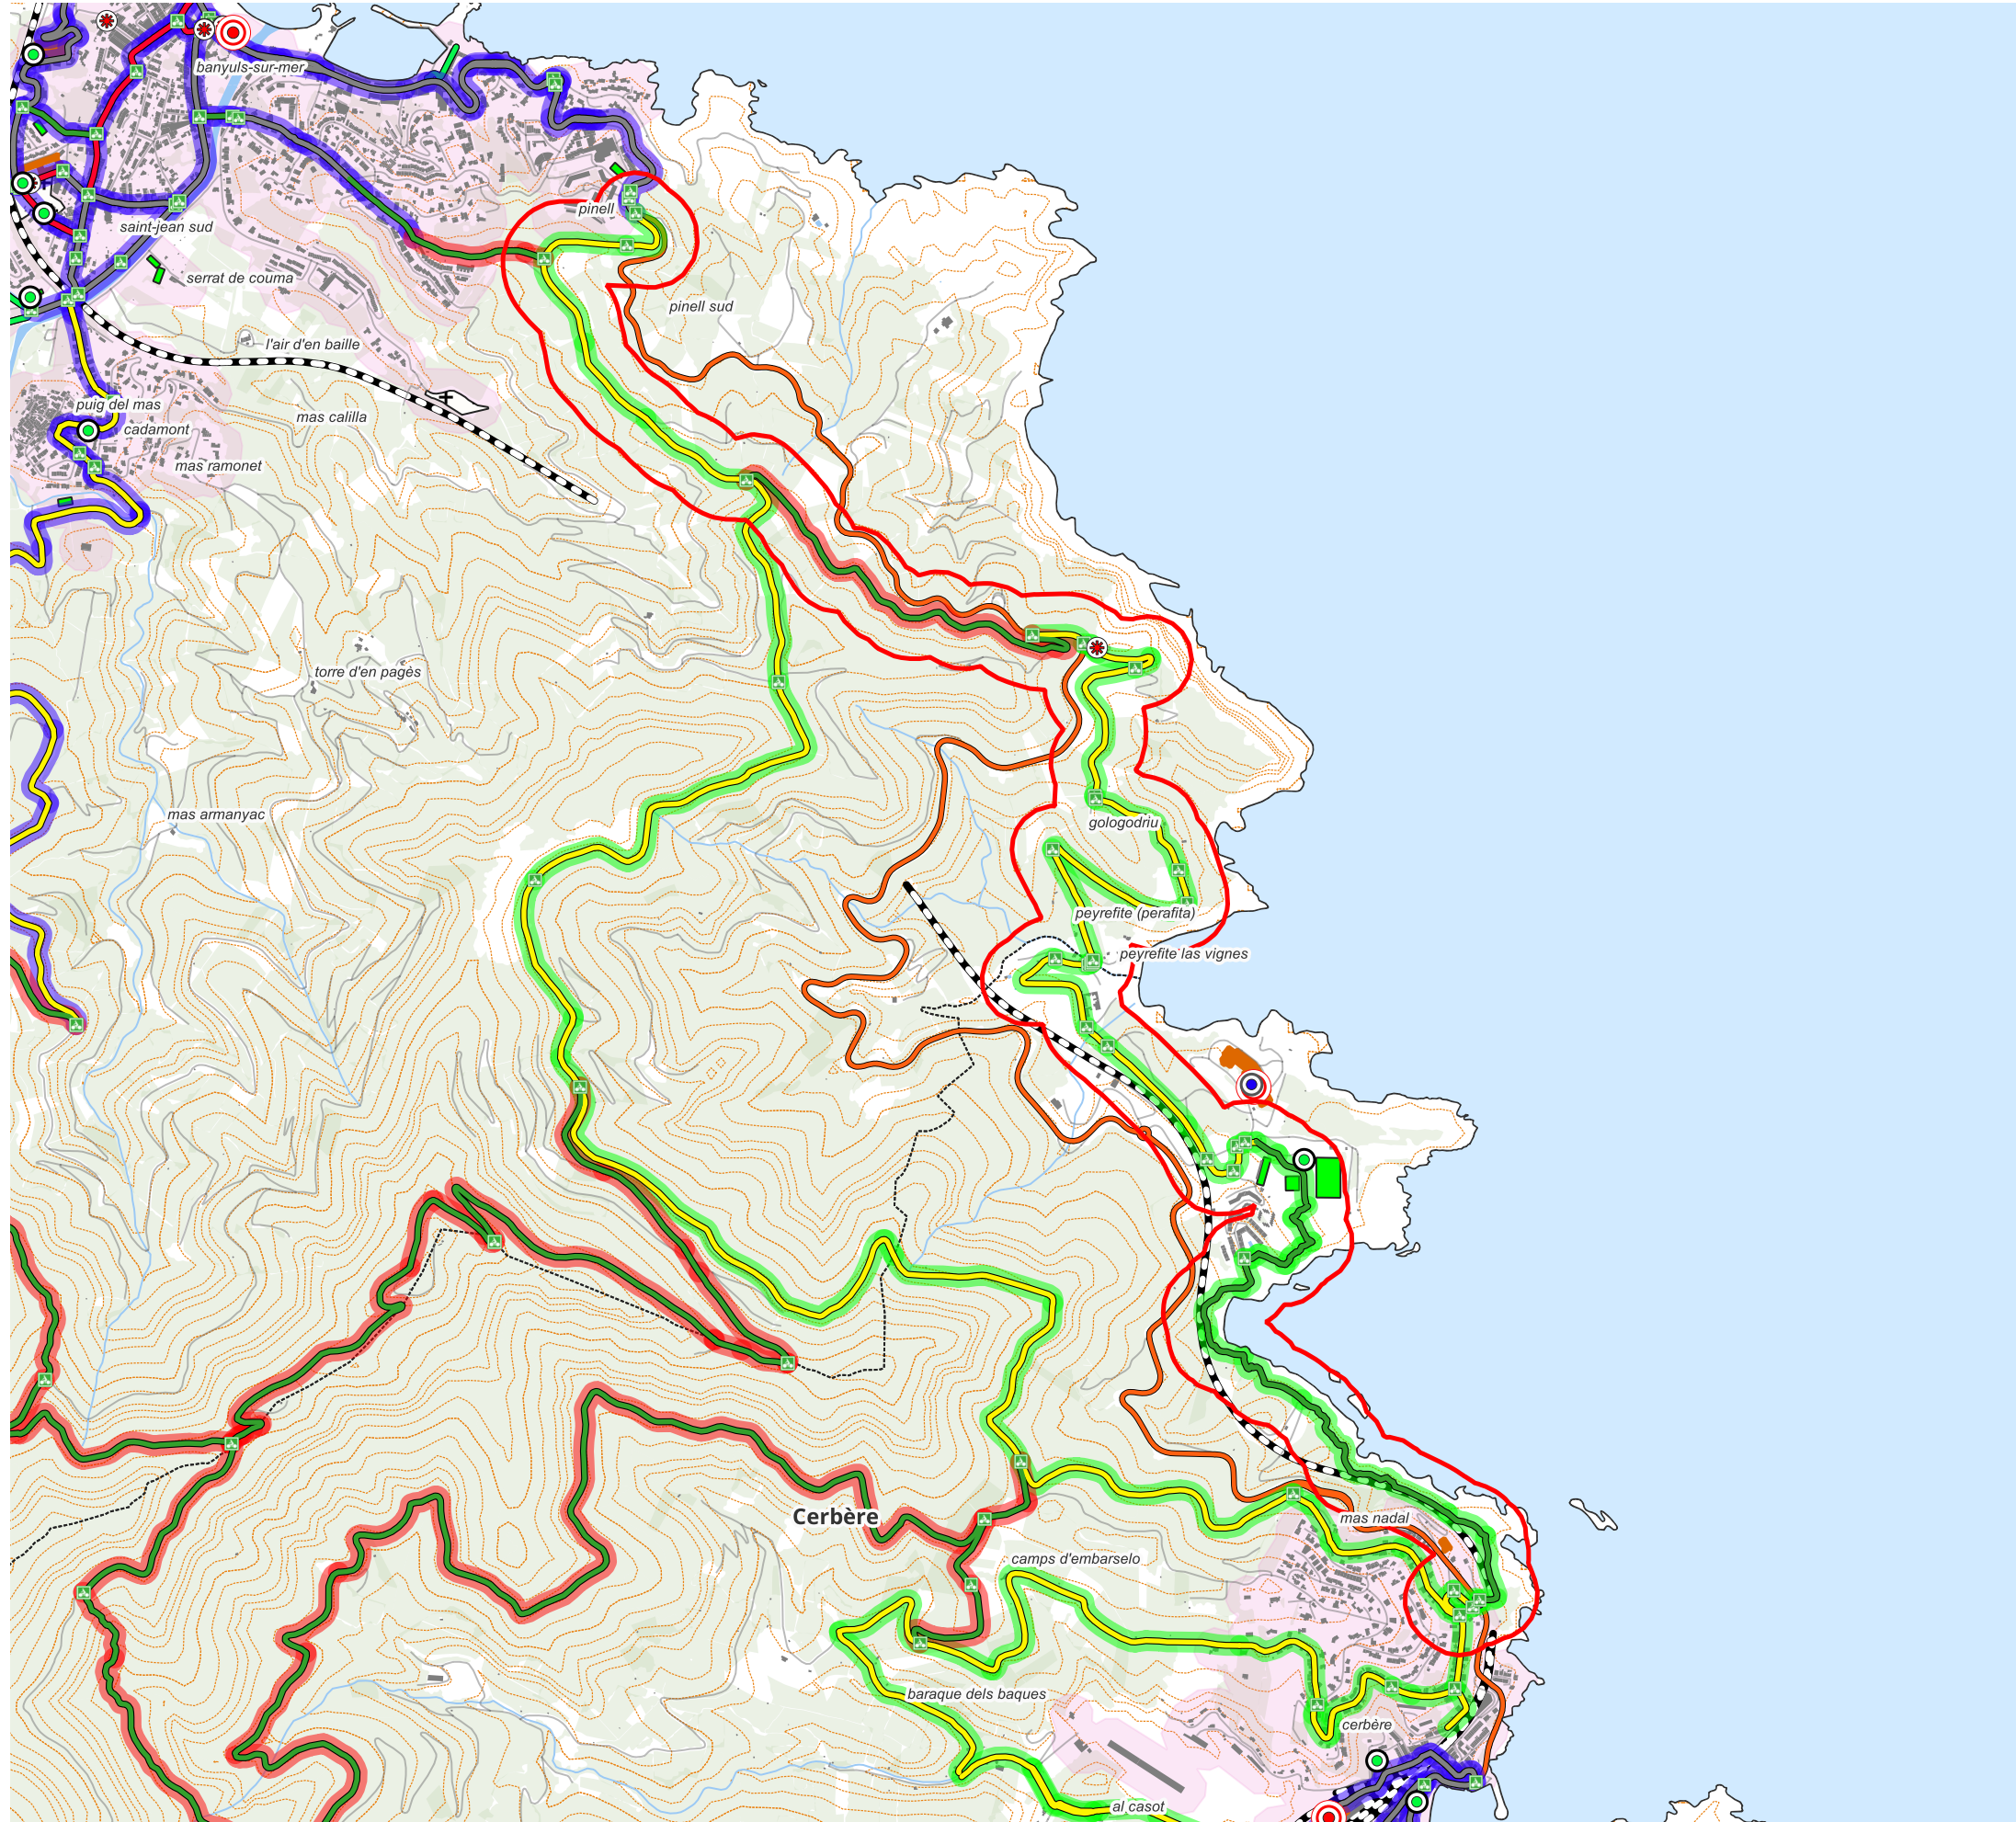 banyuls-sur-mer
pinell
saint-jean sud
serrat de couma
pinell sud
l'air d'en baille
puig del mas
mas calilla
cadamont
mas ramonet
torre d'en pagès
mas armanyac
gologodriu
peyrefite (perafita)
peyrefite las vignes
Cerbère
mas nadal
camps d'embarselo
baraque dels baques
cerbère
al casot